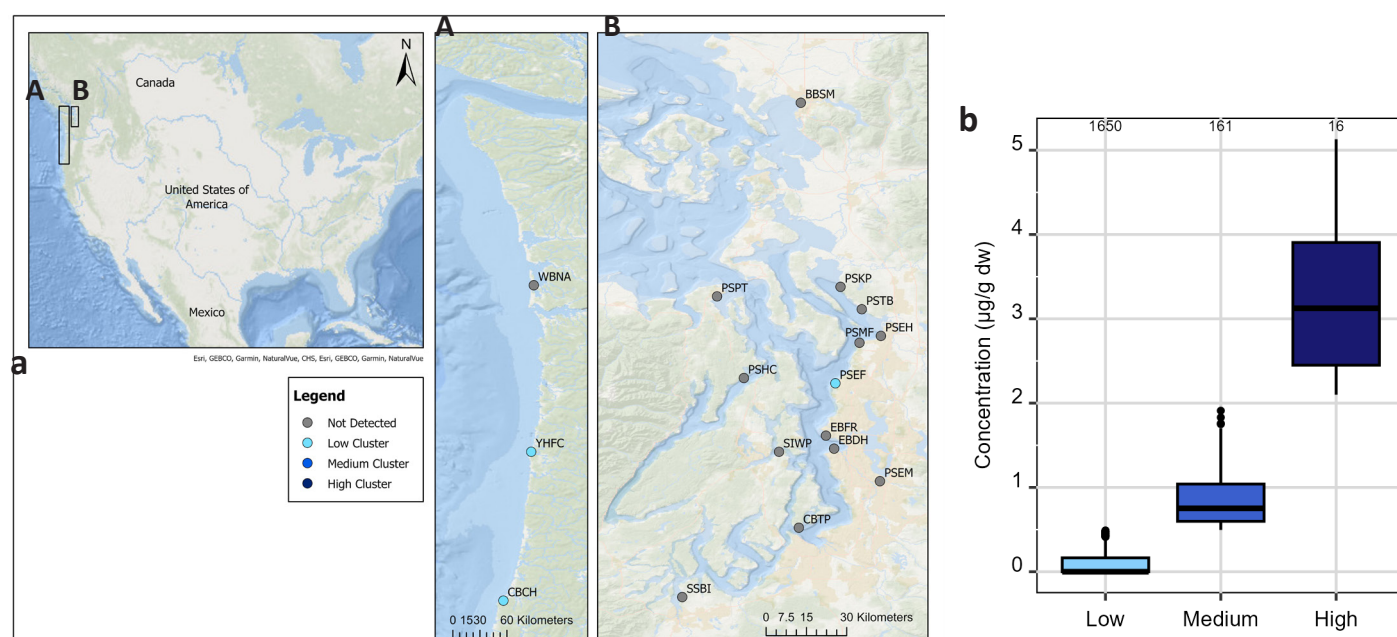 A
B
N
Canada
A
B
United States of
America
Mexico
Esri, GEBCO, Garmin, NaturalVue, CHS, Esri, GEBCO, Garmin, NaturalVue
a
Legend
Not Detected
Low Cluster
Medium Cluster
High Cluster
WBNA
YHFC
CBCH
0 1530 60 Kilometers
BBSM
PSKP
PSPT
PSTB
PSEH
PSMF
PSHC
PSEF
EBFR
EBDH
SIWP
PSEM
CBTP
SSBI
0 7.5 15 30 Kilometers
b
1650 161 16
Concentration (µg/g dw)
5
4
3
2
1
0
Low Medium High